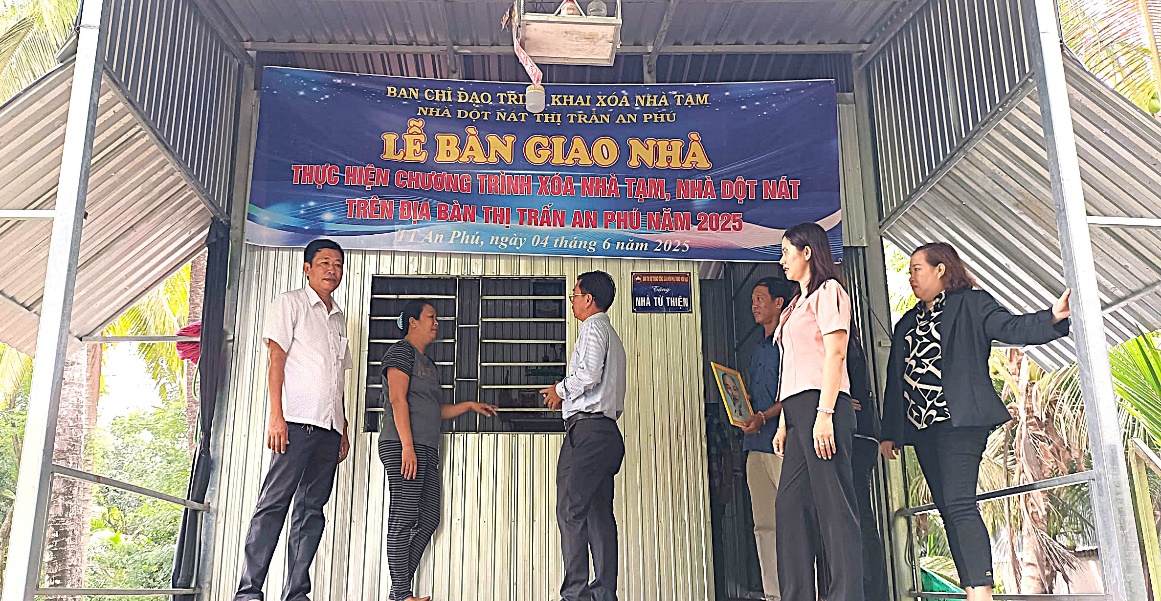 BAN CHỈ ĐẠO TRIỂN KHAI XÓA NHÀ TẠM
NHÀ DỘT NÁT THỊ TRẤN AN PHÚ
LỄ BÀN GIAO NHÀ
THỰC HIỆN CHƯƠNG TRÌNH XÓA NHÀ TẠM, NHÀ DỘT NÁT
TRÊN ĐỊA BÀN THỊ TRẤN AN PHÚ NĂM 2025
TT An Phú, ngày 04 tháng 6 năm 2025
Tặng
NHÀ TỪ THIỆN